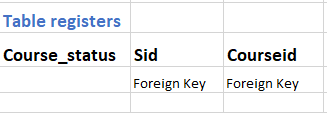 Table registers
Course_status Sid Courseid
Foreign Key Foreign Key